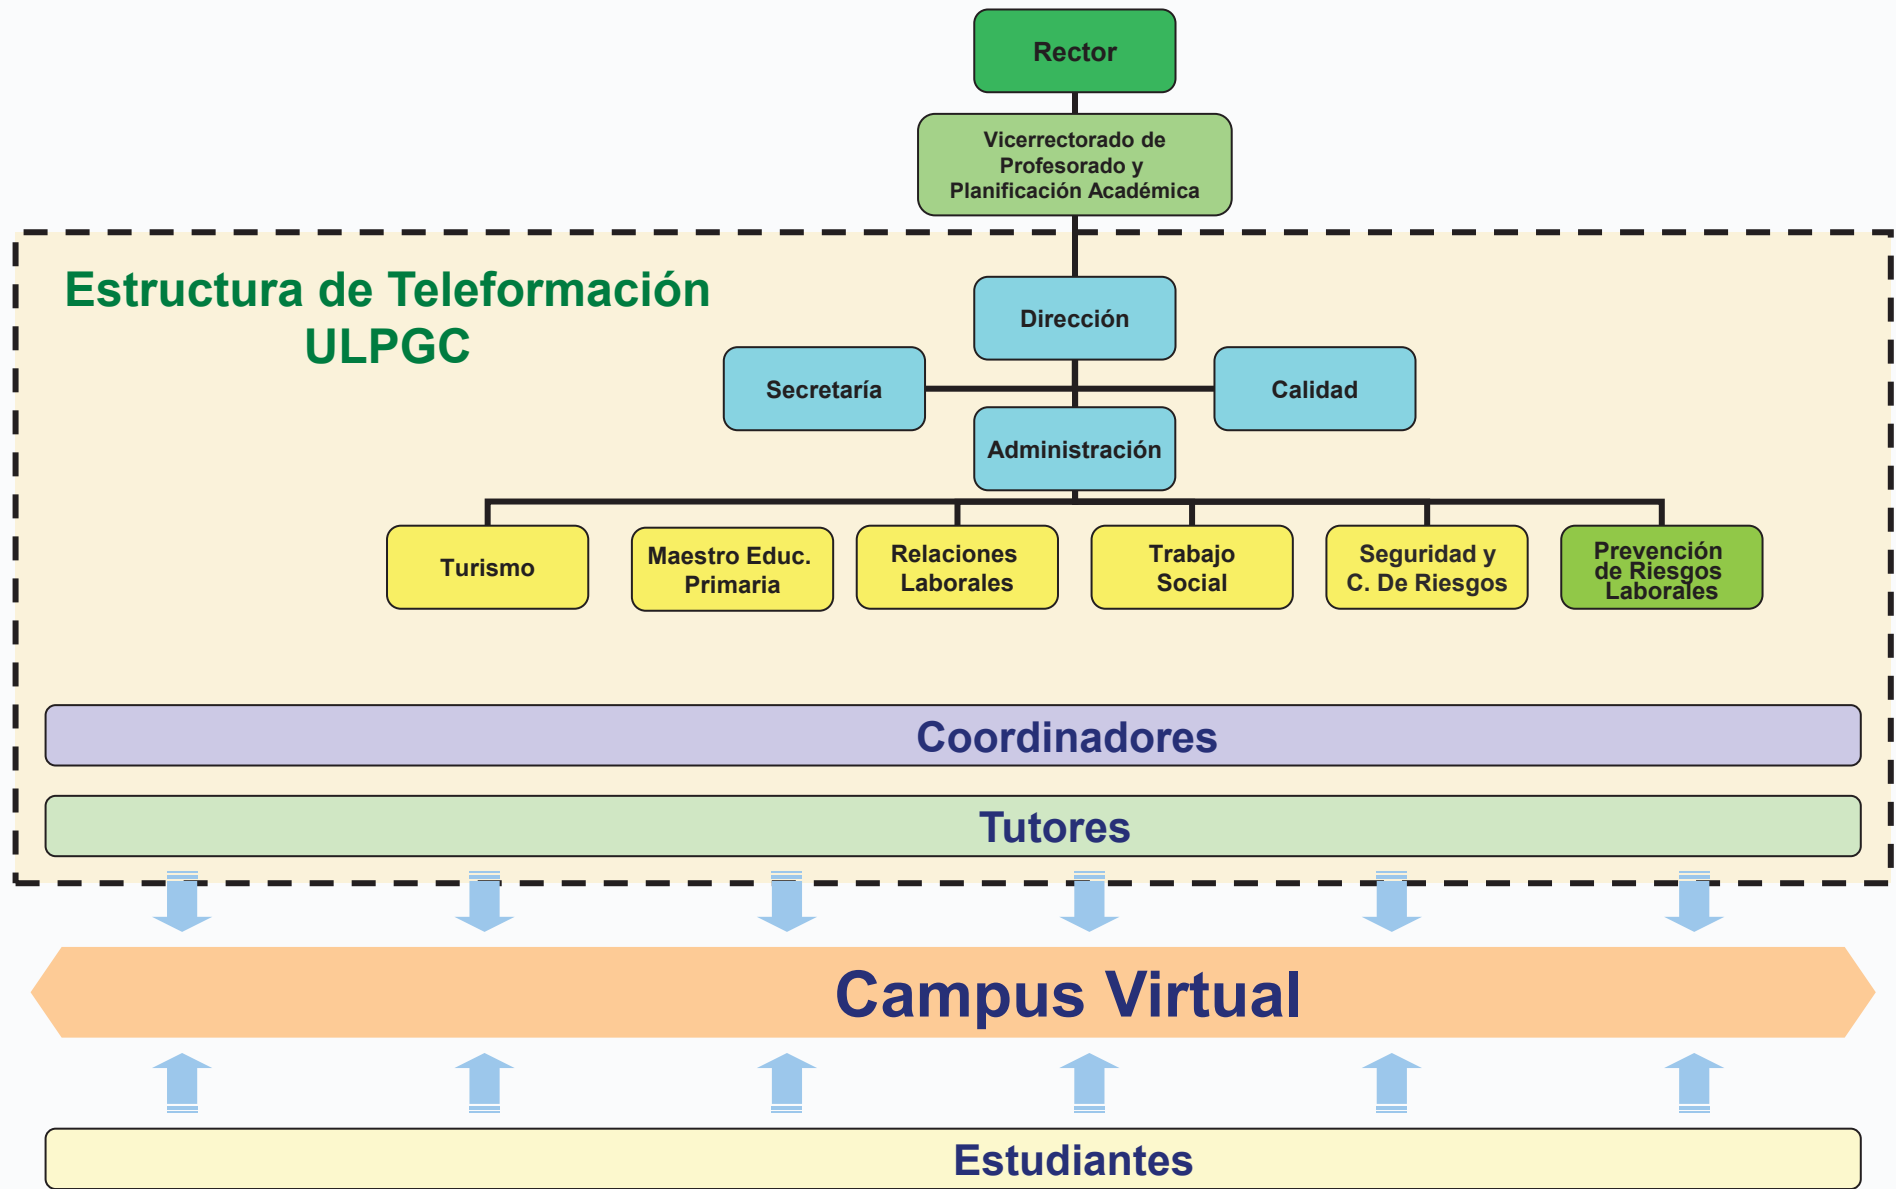 Rector
Vicerrectorado de
Profesorado y
Planificación Académica
Estructura de Teleformación
ULPGC
Dirección
Secretaría
Calidad
Administración
Turismo
Maestro Educ.
Primaria
Relaciones
Laborales
Trabajo
Social
Seguridad y
C. De Riesgos
Prevención
de Riesgos
Laborales
Coordinadores
Tutores
Campus Virtual
Estudiantes